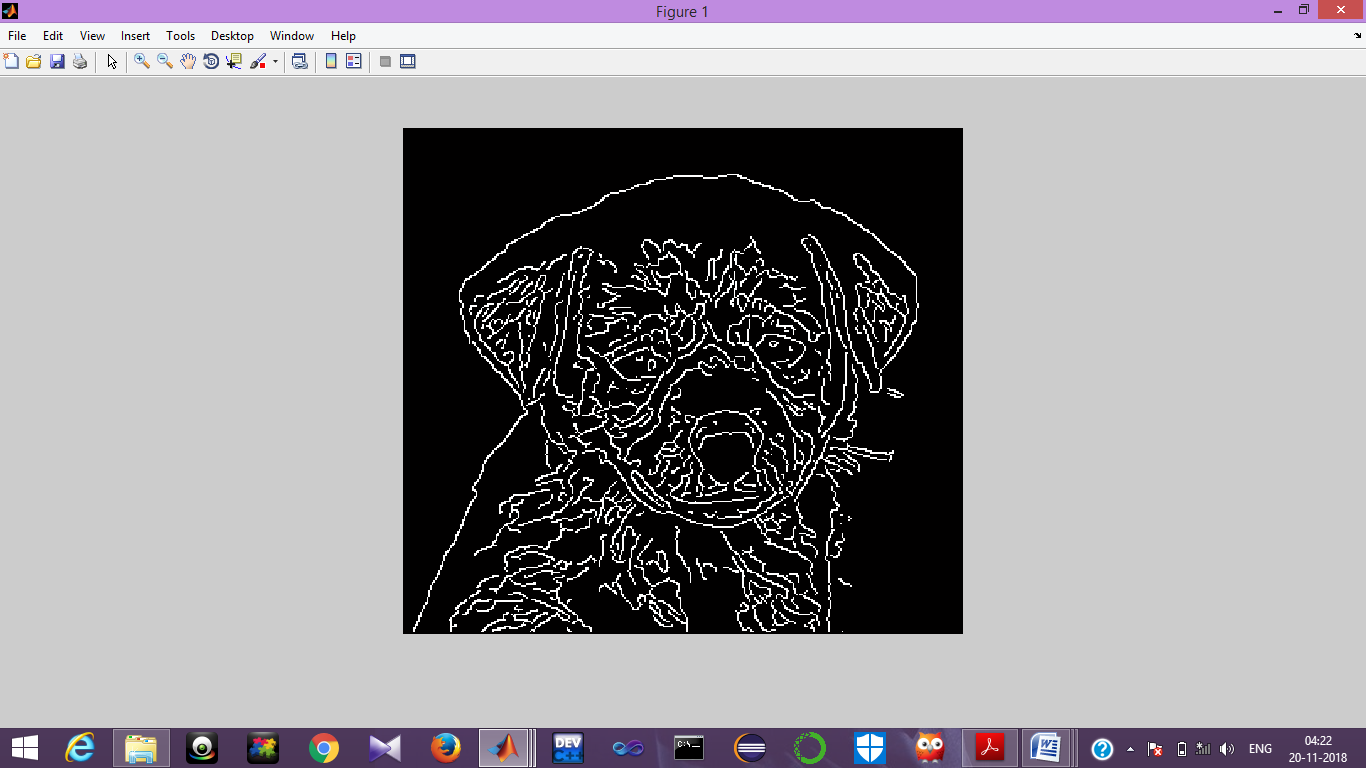 Figure 1
File Edit View Insert Tools Desktop Window Help
DEV
C++
C:\._
ENG
04:22
20-11-2018